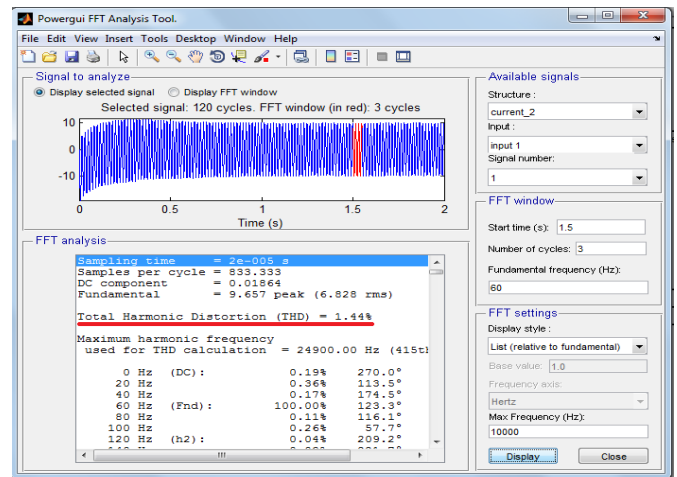 Powergui FFT Analysis Tool.
File Edit View Insert Tools Desktop Window Help
Signal to analyze
Display selected signal Display FFT window
Selected signal: 120 cycles. FFT window (in red): 3 cycles
10
0
-10
0 0.5 1 1.5 2
Time (s)
FFT analysis
Sampling time = 2e-005 s
Samples per cycle = 833.333
DC component = 0.01864
Fundamental = 9.657 peak (6.828 rms)
Total Harmonic Distortion (THD) = 1.44%
Maximum harmonic frequency
used for THD calculation = 24900.00 Hz (415th
0 Hz (DC): 0.19% 270.0°
20 Hz 0.36% 113.5°
40 Hz 0.17% 174.5°
60 Hz (Fnd): 100.00% 123.3°
80 Hz 0.11% 116.1°
100 Hz 0.26% 57.7°
120 Hz (h2): 0.04% 209.2°
Available signals
Structure :
current_2
Input :
input 1
Signal number:
1
FFT window
Start time (s): 1.5
Number of cycles: 3
Fundamental frequency (Hz):
60
FFT settings
Display style :
List (relative to fundamental)
Base value: 1.0
Frequency axis:
Hertz
Max Frequency (Hz):
10000
Display Close